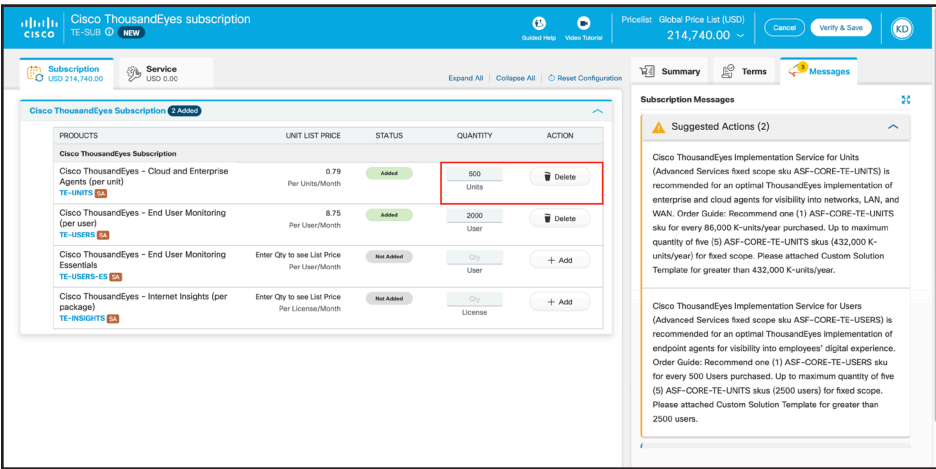 CISCO
Cisco ThousandEyes subscription
TE-SUB NEW
Guided Help
Video Tutorial
Pricelist Global Price List (USD)
214,740.00
Cancel
Verify & Save
KD
Subscription
USD 214,740.00
Service
USD 0.00
Expand All | Collapse All | Reset Configuration
Summary
Terms
3
Messages
Cisco ThousandEyes Subscription 2 Added
PRODUCTS UNIT LIST PRICE STATUS QUANTITY ACTION
Cisco ThousandEyes Subscription
Cisco ThousandEyes - Cloud and Enterprise
Agents (per unit)
TE-UNITS SA
0.79
Per Units/Month
Added
500
Units
Delete
Cisco ThousandEyes - End User Monitoring
(per user)
TE-USERS SA
8.75
Per User/Month
Added
2000
User
Delete
Cisco ThousandEyes - End User Monitoring
Essentials
TE-USERS-ES SA
Enter Qty to see List Price
Per User/Month
Not Added
Qty
User
+ Add
Cisco ThousandEyes - Internet Insights (per
package)
TE-INSIGHTS SA
Enter Qty to see List Price
Per License/Month
Not Added
Qty
License
+ Add
Subscription Messages
Suggested Actions (2)
Cisco ThousandEyes Implementation Service for Units
(Advanced Services fixed scope sku ASF-CORE-TE-UNITS) is
recommended for an optimal ThousandEyes implementation of
enterprise and cloud agents for visibility into networks, LAN, and
WAN. Order Guide: Recommend one (1) ASF-CORE-TE-UNITS
sku for every 86,000 K-units/year purchased. Up to maximum
quantity of five (5) ASF-CORE-TE-UNITS skus (432,000 K-
units/year) for fixed scope. Please attached Custom Solution
Template for greater than 432,000 K-units/year.
Cisco ThousandEyes Implementation Service for Users
(Advanced Services fixed scope sku ASF-CORE-TE-USERS) is
recommended for an optimal ThousandEyes implementation of
endpoint agents for visibility into employees' digital experience.
Order Guide: Recommend one (1) ASF-CORE-TE-USERS sku
for every 500 Users purchased. Up to maximum quantity of five
(5) ASF-CORE-TE-UNITS skus (2500 users) for fixed scope.
Please attached Custom Solution Template for greater than
2500 users.